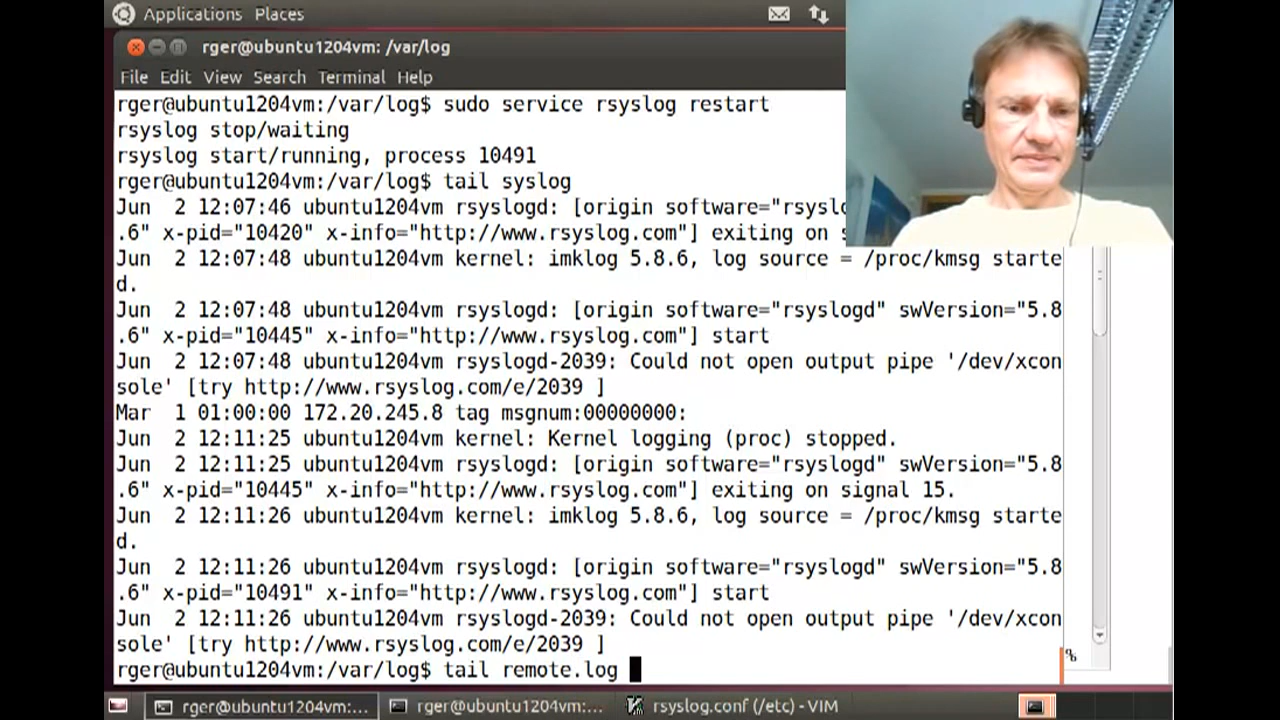 Applications Places
rger@ubuntu1204vm: /var/log
File Edit View Search Terminal Help
rger@ubuntu1204vm:/var/log$ sudo service rsyslog restart
rsyslog stop/waiting
rsyslog start/running, process 10491
rger@ubuntu1204vm:/var/log$ tail syslog
Jun  2 12:07:46 ubuntu1204vm rsyslogd: [origin software="rsyslo
.6" x-pid="10420" x-info="http://www.rsyslog.com"] exiting on s
Jun  2 12:07:48 ubuntu1204vm kernel: imklog 5.8.6, log source = /proc/kmsg starte
d.
Jun  2 12:07:48 ubuntu1204vm rsyslogd: [origin software="rsyslogd" swVersion="5.8
.6" x-pid="10445" x-info="http://www.rsyslog.com"] start
Jun  2 12:07:48 ubuntu1204vm rsyslogd-2039: Could not open output pipe '/dev/xcon
sole' [try http://www.rsyslog.com/e/2039 ]
Mar  1 01:00:00 172.20.245.8 tag msgnum:00000000:
Jun  2 12:11:25 ubuntu1204vm kernel: Kernel logging (proc) stopped.
Jun  2 12:11:25 ubuntu1204vm rsyslogd: [origin software="rsyslogd" swVersion="5.8
.6" x-pid="10445" x-info="http://www.rsyslog.com"] exiting on signal 15.
Jun  2 12:11:26 ubuntu1204vm kernel: imklog 5.8.6, log source = /proc/kmsg starte
d.
Jun  2 12:11:26 ubuntu1204vm rsyslogd: [origin software="rsyslogd" swVersion="5.8
.6" x-pid="10491" x-info="http://www.rsyslog.com"] start
Jun  2 12:11:26 ubuntu1204vm rsyslogd-2039: Could not open output pipe '/dev/xcon
sole' [try http://www.rsyslog.com/e/2039 ]
rger@ubuntu1204vm:/var/log$ tail remote.log
%
rger@ubuntu1204vm:... rger@ubuntu1204vm:... rsyslog.conf (/etc) - VIM